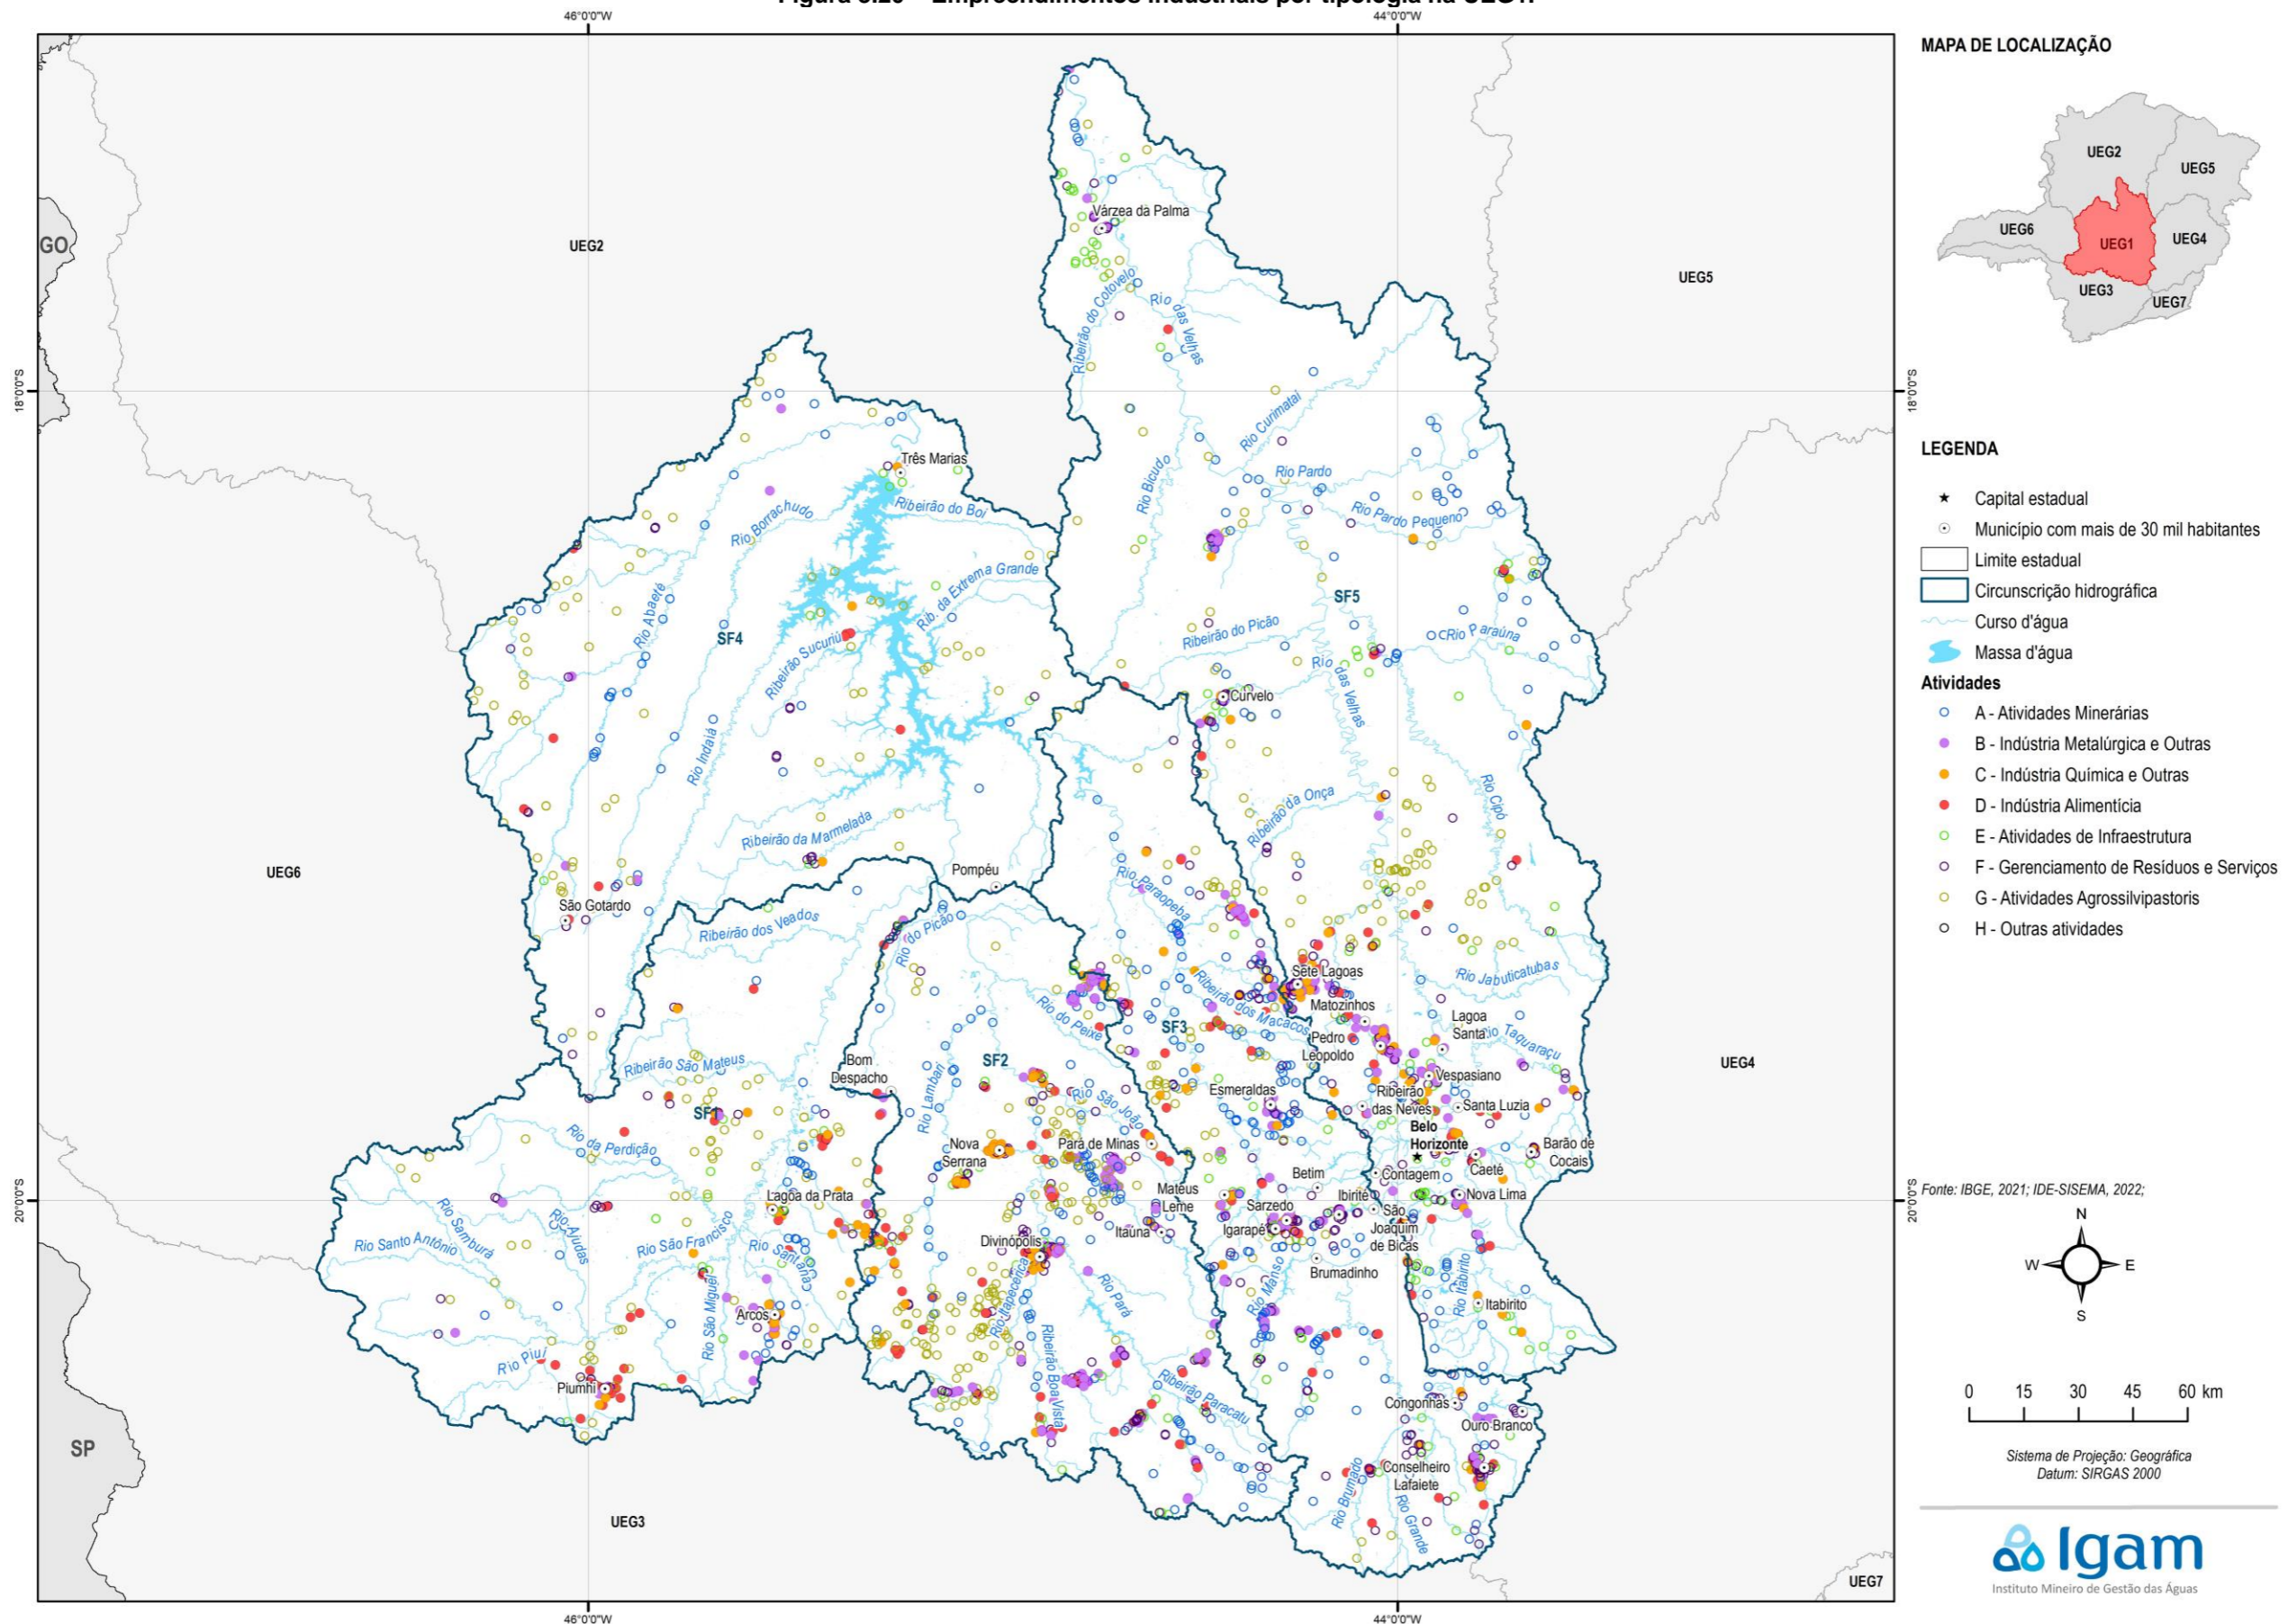 46°0'0"W
44°0'0"W
MAPA DE LOCALIZAÇÃO
UEG2
UEG5
UEG6
UEG1
UEG4
UEG3
UEG7
GO
UEG2
UEG5
Várzea da Palma
Ribeirão do Cotovelo
Rio das Velhas
18°0'0"S
18°0'0"S
Rio Curimataí
Três Marias
Rio Bicudo
Rio Pardo
Ribeirão do Boi
Rio Borrachudo
Rio Pardo Pequeno
Rib. da Extrema Grande
Rio Abaeté
SF4
SF5
Ribeirão Sucuriú
Ribeirão do Picão
Rio Paraúna
Rio das Velhas
Curvelo
Rio Indaiá
Rio Cipó
Ribeirão da Onça
Ribeirão da Marmelada
UEG6
Pompéu
Rio Paraopeba
São Gotardo
Ribeirão dos Veados
Rio do Picão
Sete Lagoas
Rio Jabuticatubas
Ribeirão dos Macacos
Matozinhos
Rio do Peixe
SF3
Lagoa
Santa
Rio Taquaraçu
Pedro
Leopoldo
Ribeirão São Mateus
Bom
Despacho
SF2
UEG4
Vespasiano
Esmeraldas
Ribeirão
das Neves
Rio Lambari
Rio São João
SF1
Santa Luzia
Belo
Horizonte
Rio da Perdição
Nova
Serrana
Pará de Minas
Barão de
Cocais
Caeté
Contagem
Betim
Lagoa da Prata
Mateus
Leme
Ibirité
Nova Lima
Sarzedo
São
Joaquim
de Bicas
20°0'0"S
20°0'0"S
Rio Samburá
Rio Ajudas
Rio Santo Antônio
Rio São Francisco
Rio Santana
Divinópolis
Itaúna
Igarapé
Brumadinho
Rio Manso
Rio Itabirito
Itabirito
Rio São Miguel
Arcos
Rio Itapecerica
Rio Pará
Ribeirão Boa Vista
Rio Piuí
Piumhi
Ribeirão Paracatu
Congonhas
Ouro Branco
SP
Conselheiro
Lafaiete
Rio Brumado
Rio Grande
UEG3
UEG7
46°0'0"W
44°0'0"W
LEGENDA
Capital estadual
Município com mais de 30 mil habitantes
Limite estadual
Circunscrição hidrográfica
Curso d'água
Massa d'água
Atividades
A - Atividades Minerárias
B - Indústria Metalúrgica e Outras
C - Indústria Química e Outras
D - Indústria Alimentícia
E - Atividades de Infraestrutura
F - Gerenciamento de Resíduos e Serviços
G - Atividades Agrossilvipastoris
H - Outras atividades
Fonte: IBGE, 2021; IDE-SISEMA, 2022;
N
W E
S
0 15 30 45 60 km
Sistema de Projeção: Geográfica
Datum: SIRGAS 2000
Igam
Instituto Mineiro de Gestão das Águas